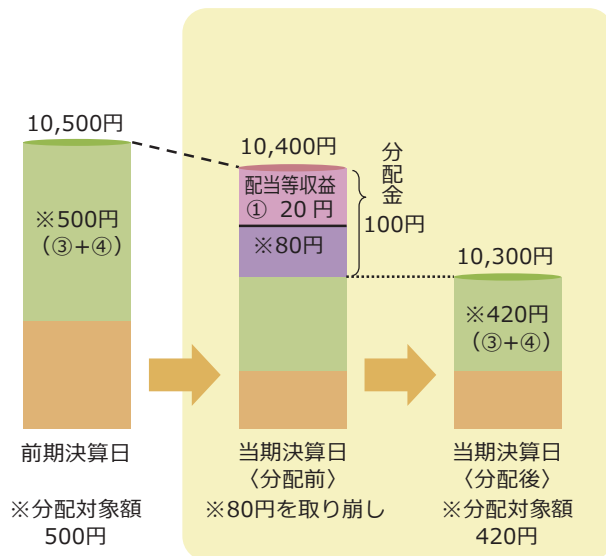 10,500円
※500円
（③+④）
前期決算日
※分配対象額
500円
10,400円
配当等収益
① 20円
※80円
分配金
100円
当期決算日
〈分配前〉
※80円を取り崩し
10,300円
※420円
（③+④）
当期決算日
〈分配後〉
※分配対象額
420円